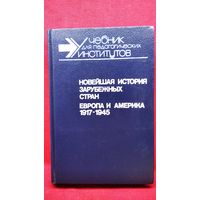 учебник
для педагогических
институтов
НОВЕЙШАЯ ИСТОРИЯ
ЗАРУБЕЖНЫХ
СТРАН
ЕВРОПА И АМЕРИКА
1917-1945